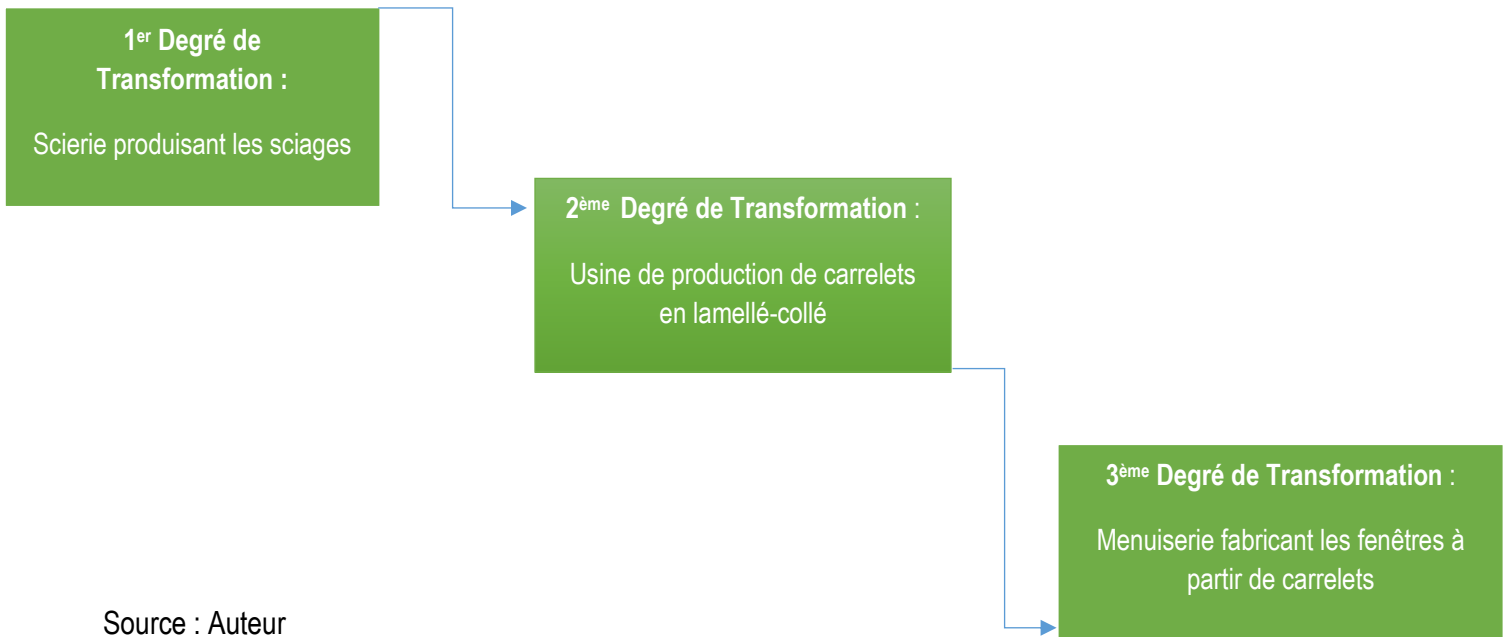 1er Degré de
Transformation :
Scierie produisant les sciages
2ème Degré de Transformation :
Usine de production de carrelets
en lamellé-collé
3ème Degré de Transformation :
Menuiserie fabricant les fenêtres à
partir de carrelets
Source : Auteur